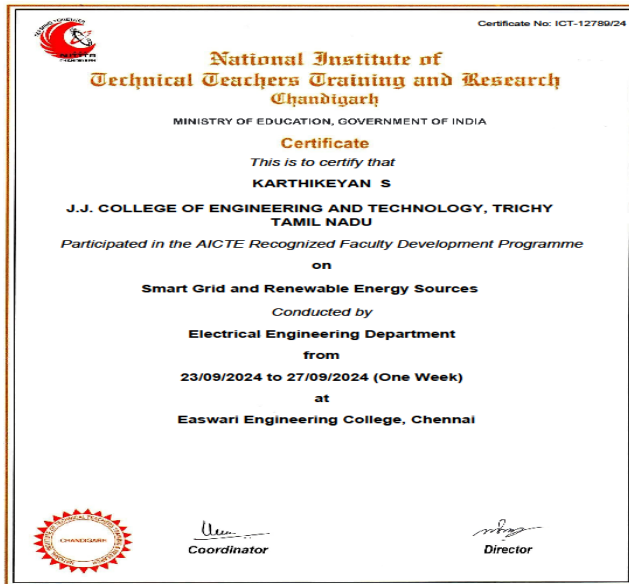 Certificate No: ICT-12789/24
National Institute of
Technical Teachers Training and Research
Chandigarh
MINISTRY OF EDUCATION, GOVERNMENT OF INDIA
Certificate
This is to certify that
KARTHIKEYAN S
J.J. COLLEGE OF ENGINEERING AND TECHNOLOGY, TRICHY
TAMIL NADU
Participated in the AICTE Recognized Faculty Development Programme
on
Smart Grid and Renewable Energy Sources
Conducted by
Electrical Engineering Department
from
23/09/2024 to 27/09/2024 (One Week)
at
Easwari Engineering College, Chennai
CHANDIGARH
Coordinator
Director